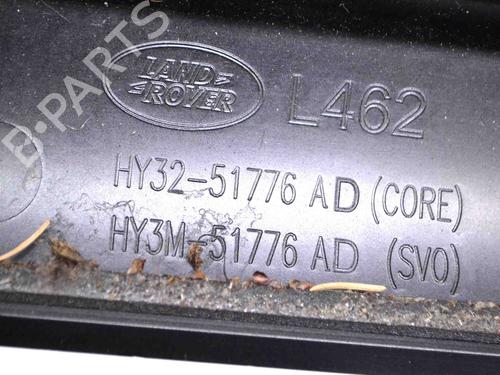 B-PARTS
LAND
ROVER
L462
HY32-51776 AD (CORE)
HY3M-51776 AD (SVO)